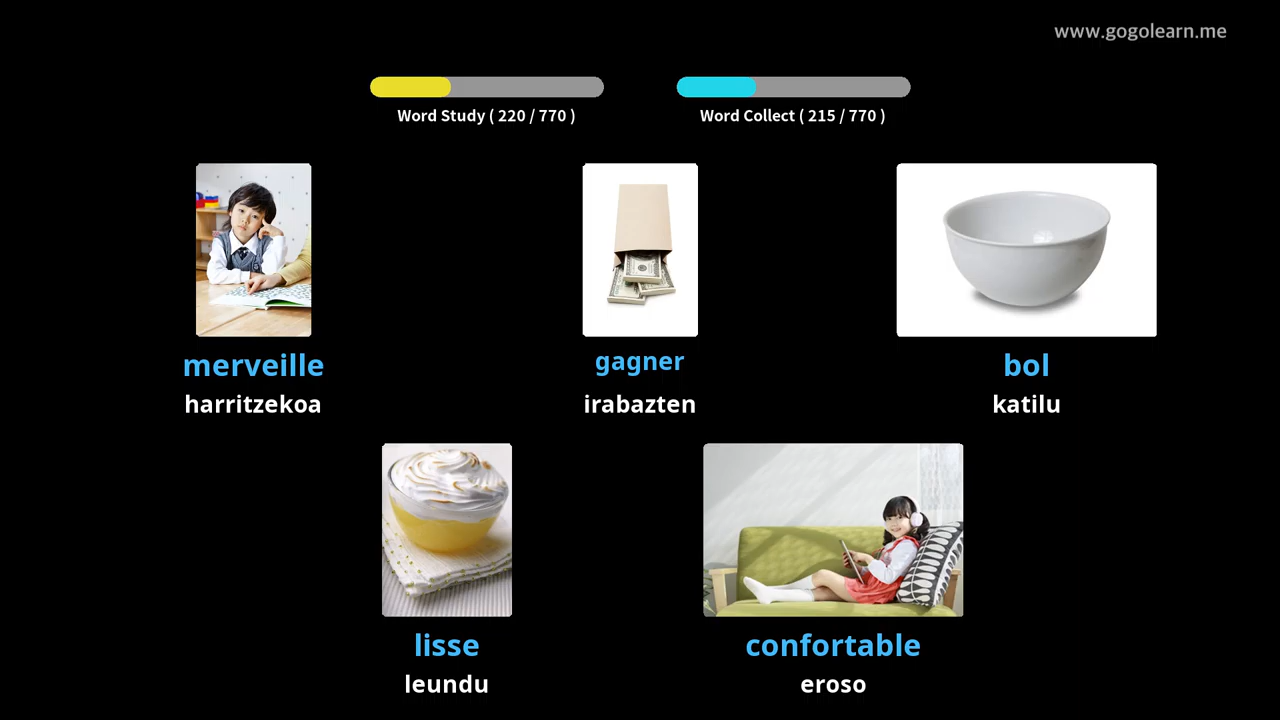 www.gogolearn.me
Word Study ( 220 / 770 )
Word Collect ( 215 / 770 )
merveille
harritzekoa
gagner
irabazten
bol
katilu
lisse
leundu
confortable
eroso